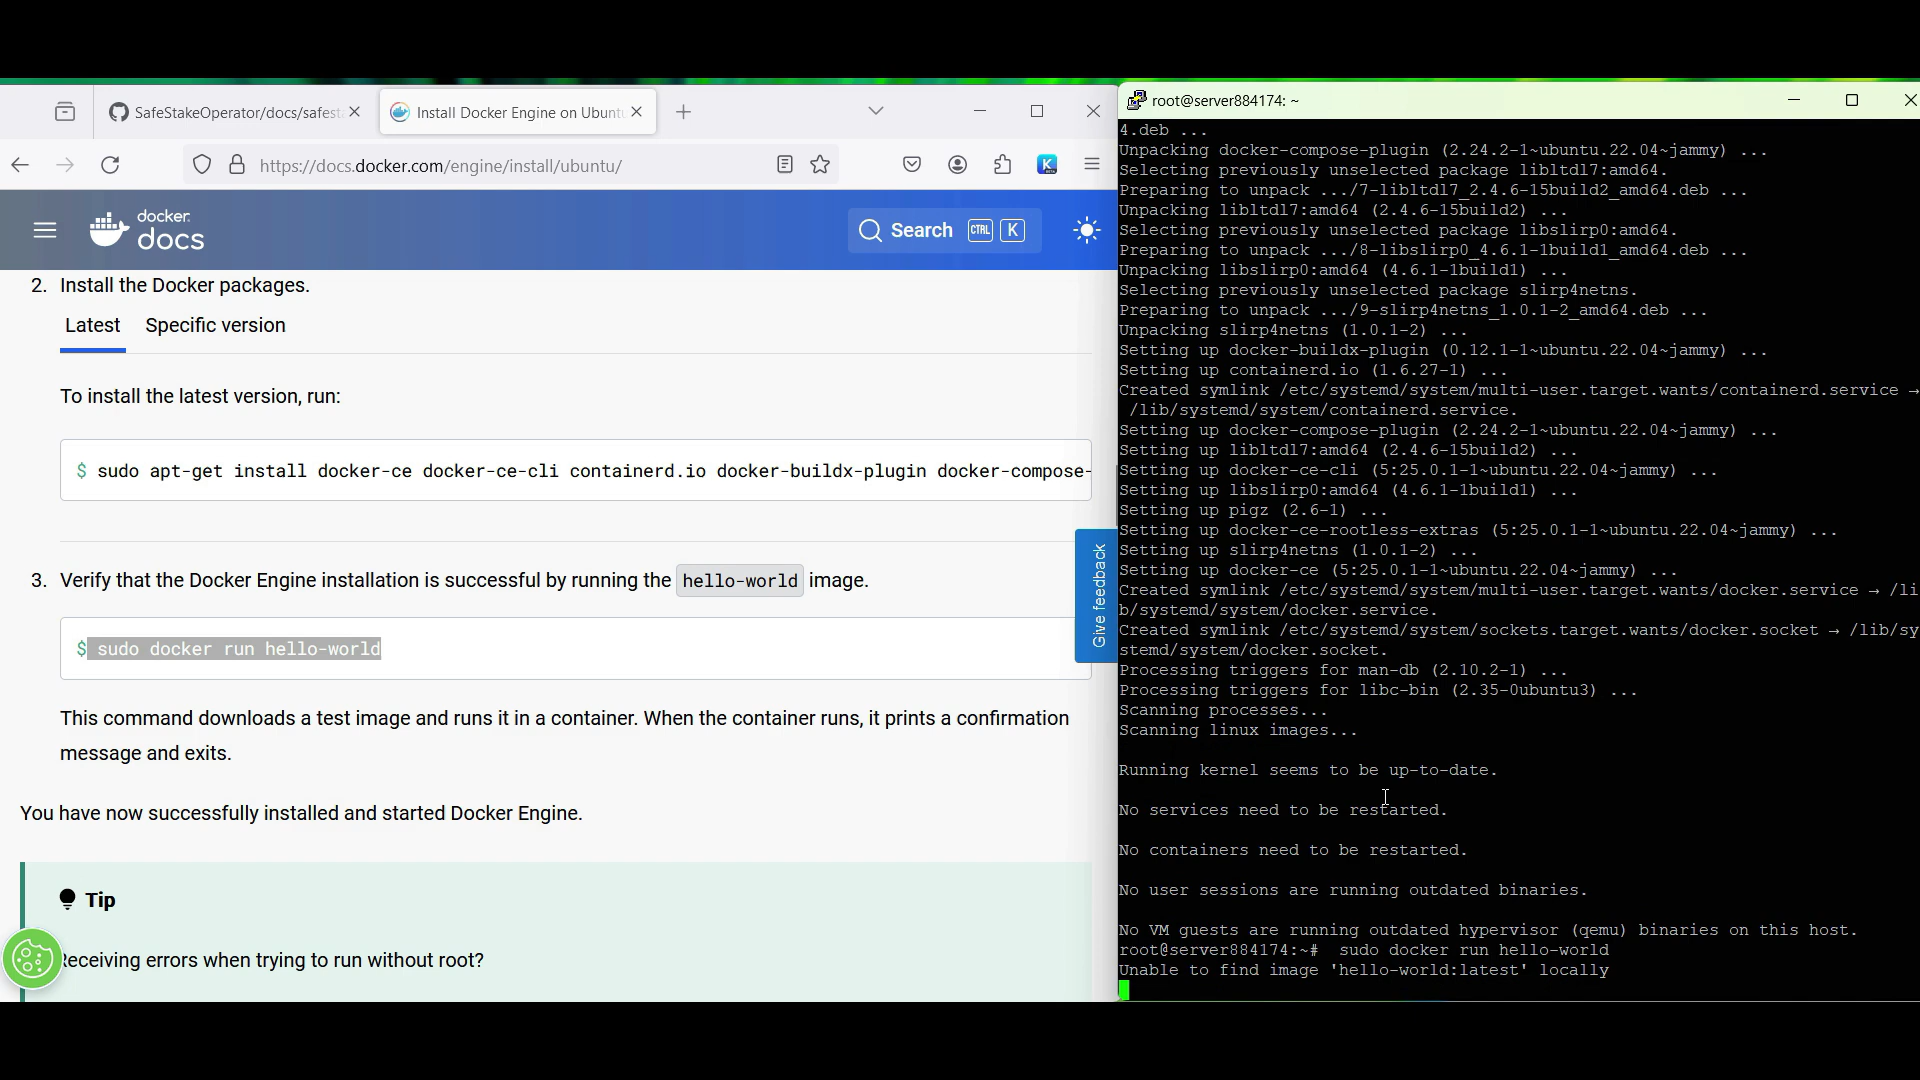 SafeStakeOperator/docs/safest
Install Docker Engine on Ubuntu
https://docs.docker.com/engine/install/ubuntu/
docker
docs
Search CTRL K
2. Install the Docker packages.
Latest Specific version
To install the latest version, run:
$ sudo apt-get install docker-ce docker-ce-cli containerd.io docker-buildx-plugin docker-compose-
3. Verify that the Docker Engine installation is successful by running the hello-world image.
$ sudo docker run hello-world
This command downloads a test image and runs it in a container. When the container runs, it prints a confirmation
message and exits.
You have now successfully installed and started Docker Engine.
Tip
Receiving errors when trying to run without root?
Give feedback
root@server884174: ~
4.deb ...
Unpacking docker-compose-plugin (2.24.2-1~ubuntu.22.04~jammy) ...
Selecting previously unselected package libltdl7:amd64.
Preparing to unpack .../7-libltdl7_2.4.6-15build2_amd64.deb ...
Unpacking libltdl7:amd64 (2.4.6-15build2) ...
Selecting previously unselected package libslirp0:amd64.
Preparing to unpack .../8-libslirp0_4.6.1-1build1_amd64.deb ...
Unpacking libslirp0:amd64 (4.6.1-1build1) ...
Selecting previously unselected package slirp4netns.
Preparing to unpack .../9-slirp4netns_1.0.1-2_amd64.deb ...
Unpacking slirp4netns (1.0.1-2) ...
Setting up docker-buildx-plugin (0.12.1-1~ubuntu.22.04~jammy) ...
Setting up containerd.io (1.6.27-1) ...
Created symlink /etc/systemd/system/multi-user.target.wants/containerd.service →
/lib/systemd/system/containerd.service.
Setting up docker-compose-plugin (2.24.2-1~ubuntu.22.04~jammy) ...
Setting up libltdl7:amd64 (2.4.6-15build2) ...
Setting up docker-ce-cli (5:25.0.1-1~ubuntu.22.04~jammy) ...
Setting up libslirp0:amd64 (4.6.1-1build1) ...
Setting up pigz (2.6-1) ...
Setting up docker-ce-rootless-extras (5:25.0.1-1~ubuntu.22.04~jammy) ...
Setting up slirp4netns (1.0.1-2) ...
Setting up docker-ce (5:25.0.1-1~ubuntu.22.04~jammy) ...
Created symlink /etc/systemd/system/multi-user.target.wants/docker.service → /li
b/systemd/system/docker.service.
Created symlink /etc/systemd/system/sockets.target.wants/docker.socket → /lib/sy
stemd/system/docker.socket.
Processing triggers for man-db (2.10.2-1) ...
Processing triggers for libc-bin (2.35-0ubuntu3) ...
Scanning processes...
Scanning linux images...
Running kernel seems to be up-to-date.
No services need to be restarted.
No containers need to be restarted.
No user sessions are running outdated binaries.
No VM guests are running outdated hypervisor (qemu) binaries on this host.
root@server884174:~#  sudo docker run hello-world
Unable to find image 'hello-world:latest' locally